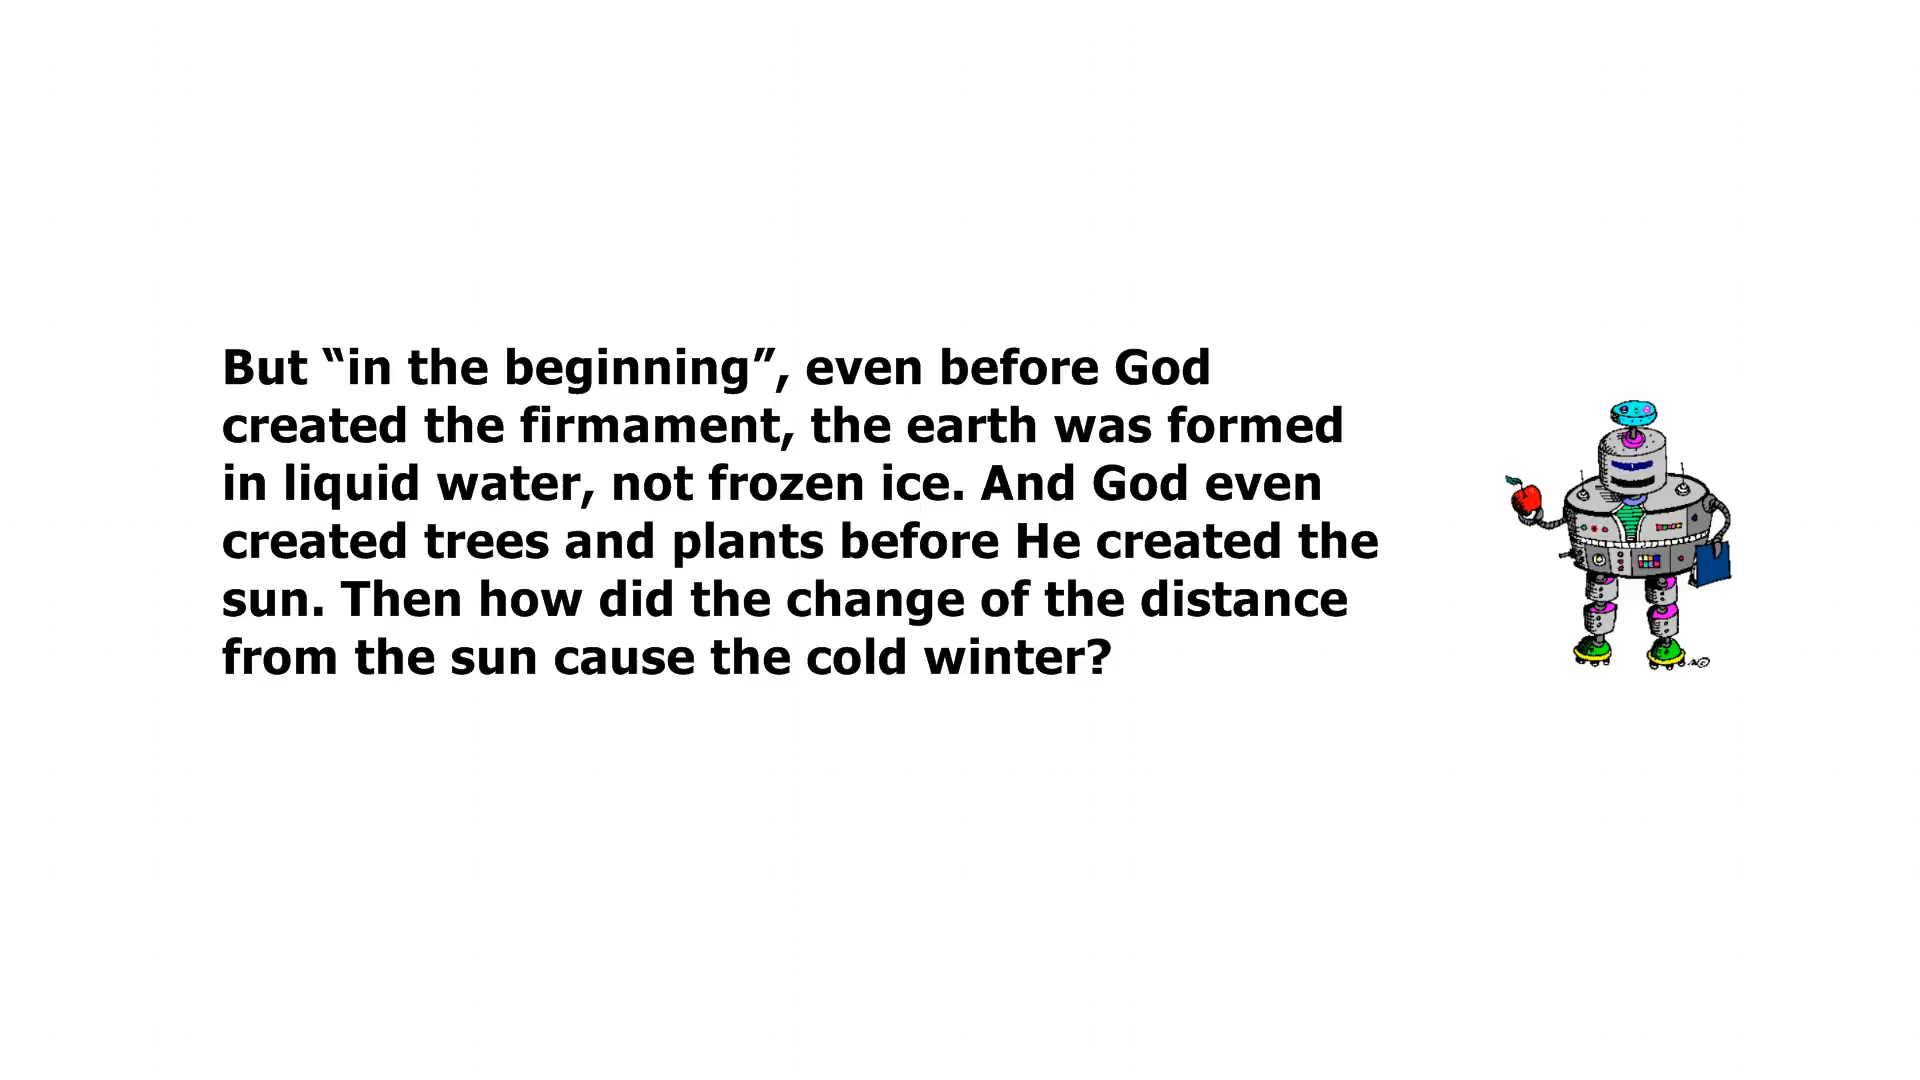 But “in the beginning”, even before God
created the firmament, the earth was formed
in liquid water, not frozen ice. And God even
created trees and plants before He created the
sun. Then how did the change of the distance
from the sun cause the cold winter?